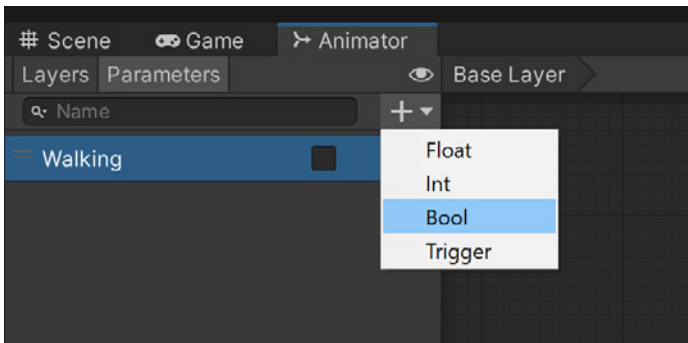 Scene Game Animator
Layers Parameters Base Layer
Name
Walking
Float
Int
Bool
Trigger